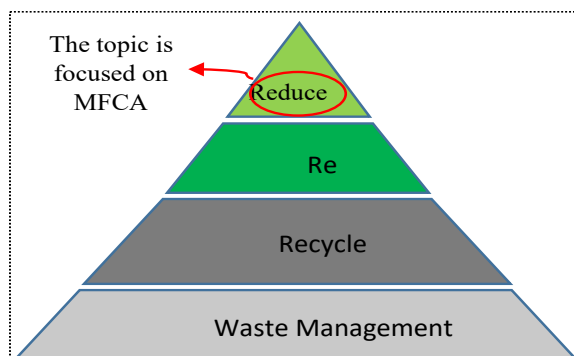 The topic is
focused on
MFCA
Reduce
Re
Recycle
Waste Management